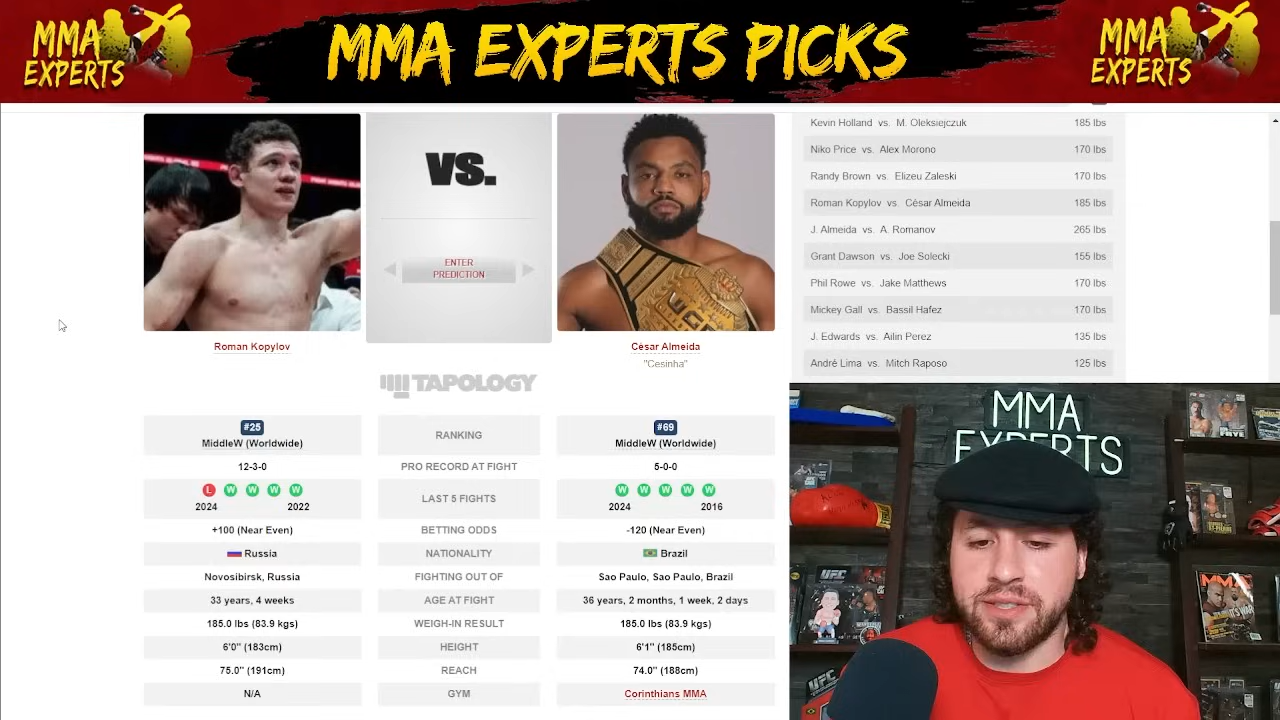 MMA
EXPERTS
MMA EXPERTS PICKS
MMA
EXPERTS
VS.
ENTER
PREDICTION
Roman Kopylov
César Almeida
"Cesinha"
TAPOLOGY
#25
MiddleW (Worldwide)
RANKING
#69
MiddleW (Worldwide)
12-3-0
PRO RECORD AT FIGHT
5-0-0
L W W W W
2024 2022
LAST 5 FIGHTS
W W W W W
2024 2016
+100 (Near Even)
BETTING ODDS
-120 (Near Even)
Russia
NATIONALITY
Brazil
Novosibirsk, Russia
FIGHTING OUT OF
Sao Paulo, Sao Paulo, Brazil
33 years, 4 weeks
AGE AT FIGHT
36 years, 2 months, 1 week, 2 days
185.0 lbs (83.9 kgs)
WEIGH-IN RESULT
185.0 lbs (83.9 kgs)
6'0" (183cm)
HEIGHT
6'1" (185cm)
75.0" (191cm)
REACH
74.0" (188cm)
N/A
GYM
Corinthians MMA
Kevin Holland vs. M. Oleksiejczuk 185 lbs
Niko Price vs. Alex Morono 170 lbs
Randy Brown vs. Elizeu Zaleski 170 lbs
Roman Kopylov vs. César Almeida 185 lbs
J. Almeida vs. A. Romanov 265 lbs
Grant Dawson vs. Joe Solecki 155 lbs
Phil Rowe vs. Jake Matthews 170 lbs
Mickey Gall vs. Bassil Hafez 170 lbs
J. Edwards vs. Ailin Perez 135 lbs
André Lima vs. Mitch Raposo 125 lbs
MMA
EXPERTS
UFC
MMA
UFC